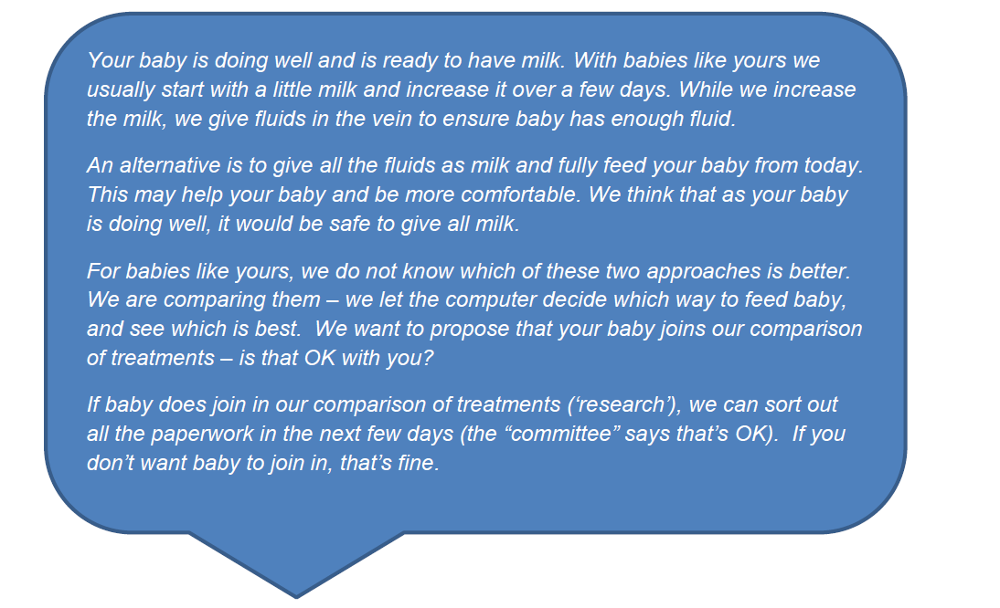 Your baby is doing well and is ready to have milk. With babies like yours we
usually start with a little milk and increase it over a few days. While we increase
the milk, we give fluids in the vein to ensure baby has enough fluid.
An alternative is to give all the fluids as milk and fully feed your baby from today.
This may help your baby and be more comfortable. We think that as your baby
is doing well, it would be safe to give all milk.
For babies like yours, we do not know which of these two approaches is better.
We are comparing them – we let the computer decide which way to feed baby,
and see which is best.  We want to propose that your baby joins our comparison
of treatments – is that OK with you?
If baby does join in our comparison of treatments (‘research’), we can sort out
all the paperwork in the next few days (the “committee” says that’s OK).  If you
don’t want baby to join in, that’s fine.